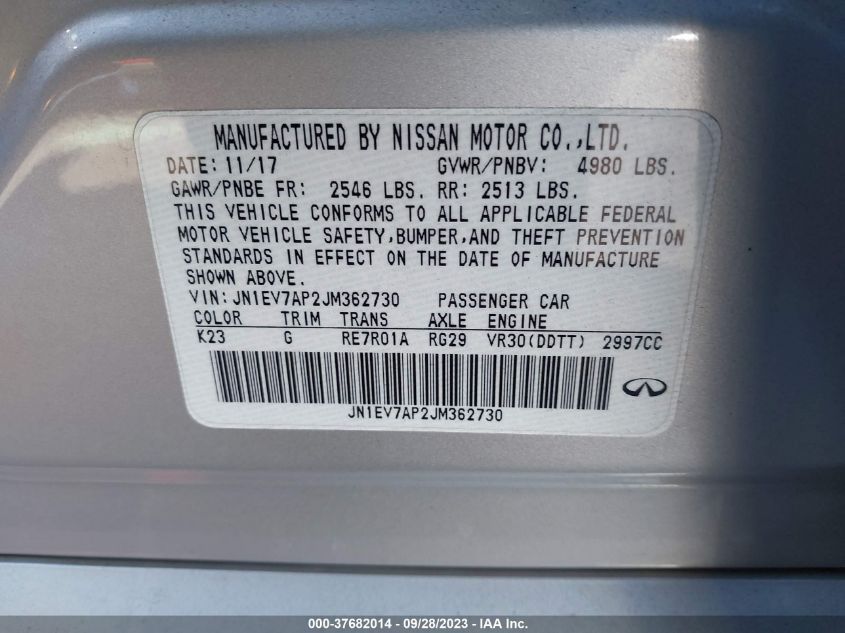 MANUFACTURED BY NISSAN MOTOR CO.,LTD.
DATE: 11/17 GVWR/PNBV: 4980 LBS.
GAWR/PNBE FR: 2546 LBS. RR: 2513 LBS.
THIS VEHICLE CONFORMS TO ALL APPLICABLE FEDERAL
MOTOR VEHICLE SAFETY,BUMPER,AND THEFT PREVENTION
STANDARDS IN EFFECT ON THE DATE OF MANUFACTURE
SHOWN ABOVE.
VIN:JN1EV7AP2JM362730 PASSENGER CAR
COLOR TRIM TRANS AXLE ENGINE
K23 G RE7R01A RG29 VR30(DDTT) 2997CC
JN1EV7AP2JM362730
000-37682014 - 09/28/2023 - IAA Inc.